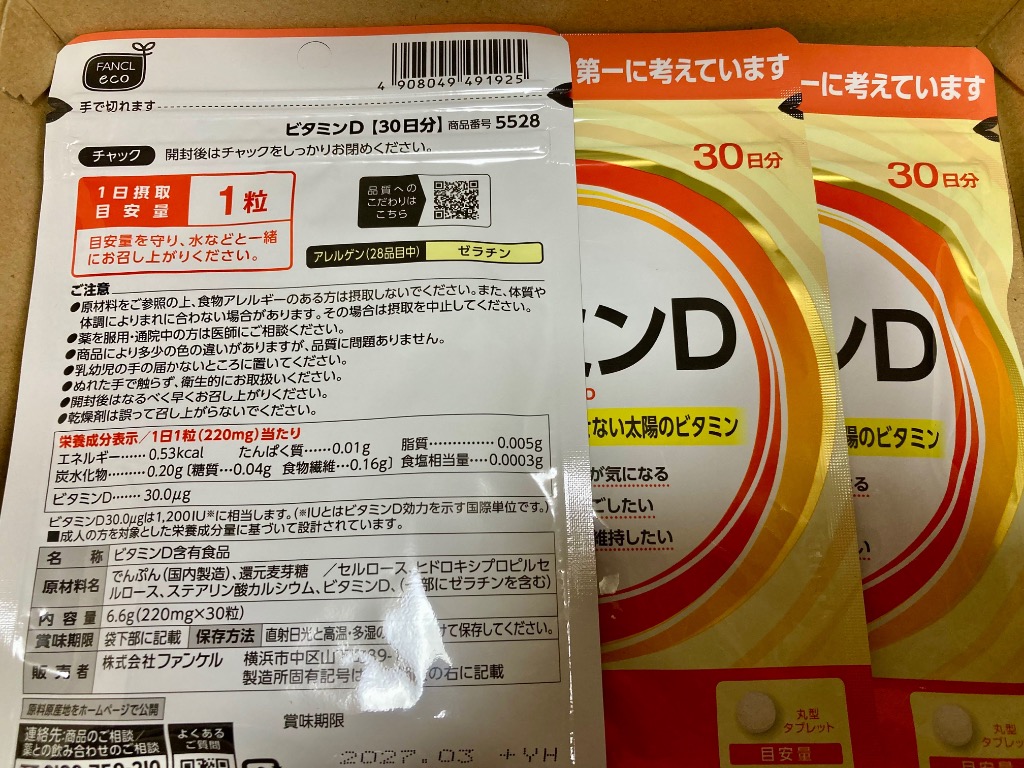 FANCL
eco
4 908049 491925
手で切れます
ビタミンD【30日分】商品番号 5528
チャック 開封後はチャックをしっかりお閉めください。
1日摂取
目安量
1粒
目安量を守り、水などと一緒
にお召し上がりください。
品質への
こだわりは
こちら
アレルゲン(28品目中) ゼラチン
ご注意
●原材料をご参照の上、食物アレルギーのある方は摂取しないでください。また、体質や
体調によりまれに合わない場合があります。その場合は摂取を中止してください。
●薬を服用・通院中の方は医師にご相談ください。
●商品により多少の色の違いがありますが、品質に問題ありません。
●乳幼児の手の届かないところに置いてください。
●ぬれた手で触らず、衛生的にお取扱いください。
●開封後はなるべく早くお召し上がりください。
●乾燥剤は誤って召し上がらないでください。
栄養成分表示/1日1粒(220mg)当たり
エネルギー……0.53kcal たんぱく質……0.01g 脂質……………0.005g
炭水化物………0.20g〔糖質…0.04g 食物繊維…0.16g〕食塩相当量…0.0003g
ビタミンD……30.0μg
ビタミンD30.0μgは1,200IU※に相当します。(※IUとはビタミンD効力を示す国際単位です。)
■成人の方を対象とした栄養成分量に基づいて設計されています。
名称 ビタミンD含有食品
原材料名 でんぷん(国内製造)、還元麦芽糖/セルロース、ヒドロキシプロピルセル
ロース、ステアリン酸カルシウム、ビタミンD、(一部にゼラチンを含む)
内容量 6.6g(220mg×30粒)
賞味期限 袋下部に記載 保存方法 直射日光と高温・多湿の けて保存してください。
販売者 株式会社ファンケル 横浜市中区山 89-
製造所固有記号は の右に記載
原料原産地をホームページで公開
連絡先:商品のご相談
薬との飲み合わせのご相談
よくある
ご質問
賞味期限
2027.03 +YH
第一に考えています
30日分
ンD
D
ない太陽のビタミン
が気になる
ごしたい
維持したい
丸型
タブレット
目安量
一に考えています
30日分
ンD
陽のビタミン
る
い
丸型
タブレッ
目安量